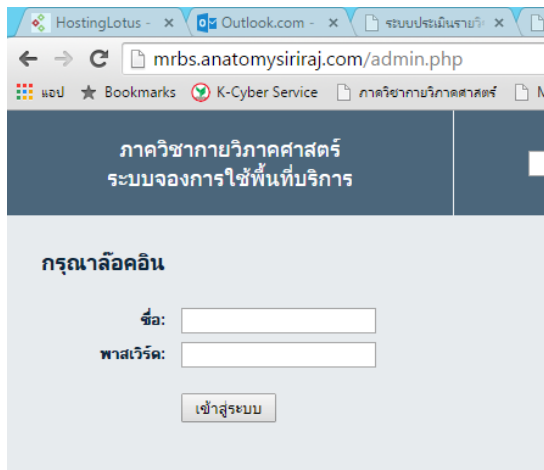 HostingLotus -
Outlook.com -
ระบบประเมินรายวิ
mrbs.anatomysiriraj.com/admin.php
แอป Bookmarks K-Cyber Service ภาควิชากายวิภาคศาสตร์
ภาควิชากายวิภาคศาสตร์
ระบบจองการใช้พื้นที่บริการ
กรุณาล๊อคอิน
ชื่อ:
พาสเวิร์ด:
เข้าสู่ระบบ